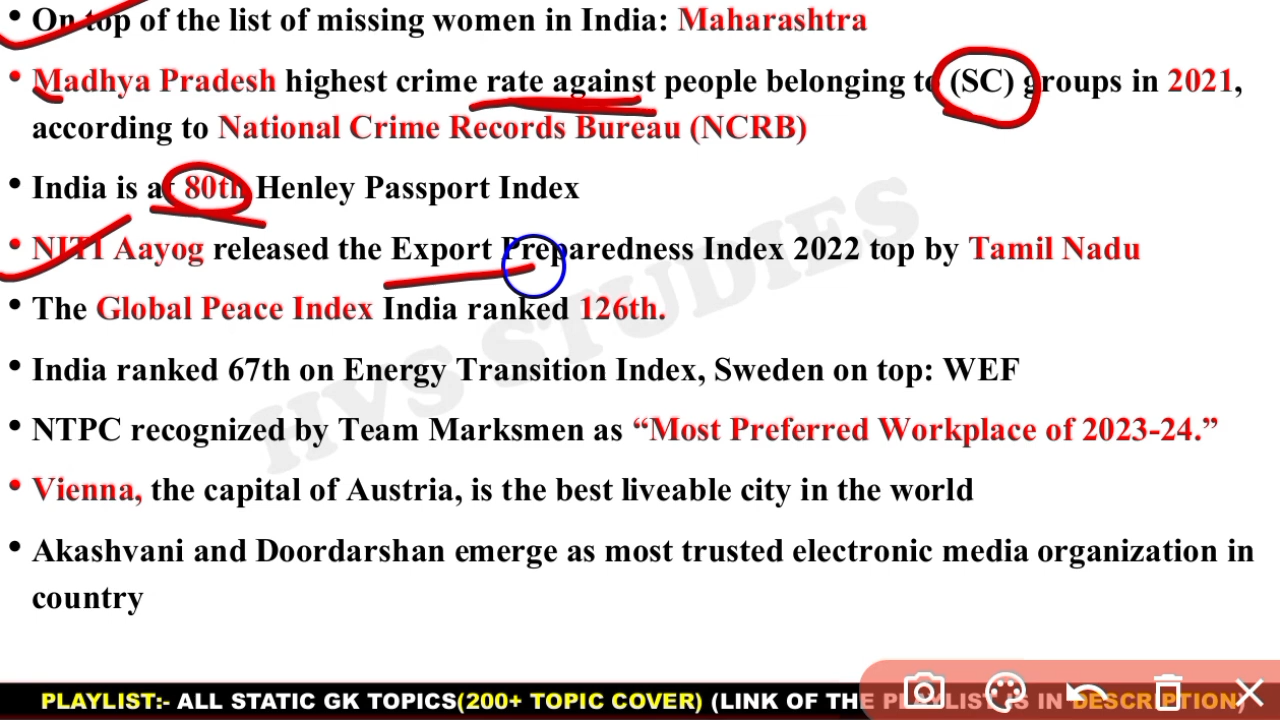 • On top of the list of missing women in India: Maharashtra
• Madhya Pradesh highest crime rate against people belonging to (SC) groups in 2021,
according to National Crime Records Bureau (NCRB)
• India is at 80th Henley Passport Index
• NITI Aayog released the Export Preparedness Index 2022 top by Tamil Nadu
• The Global Peace Index India ranked 126th.
• India ranked 67th on Energy Transition Index, Sweden on top: WEF
• NTPC recognized by Team Marksmen as “Most Preferred Workplace of 2023-24.”
• Vienna, the capital of Austria, is the best liveable city in the world
• Akashvani and Doordarshan emerge as most trusted electronic media organization in
country
HVS STUDIES
PLAYLIST:- ALL STATIC GK TOPICS(200+ TOPIC COVER) (LINK OF THE PLAYLIST IS IN DESCRIPTION)